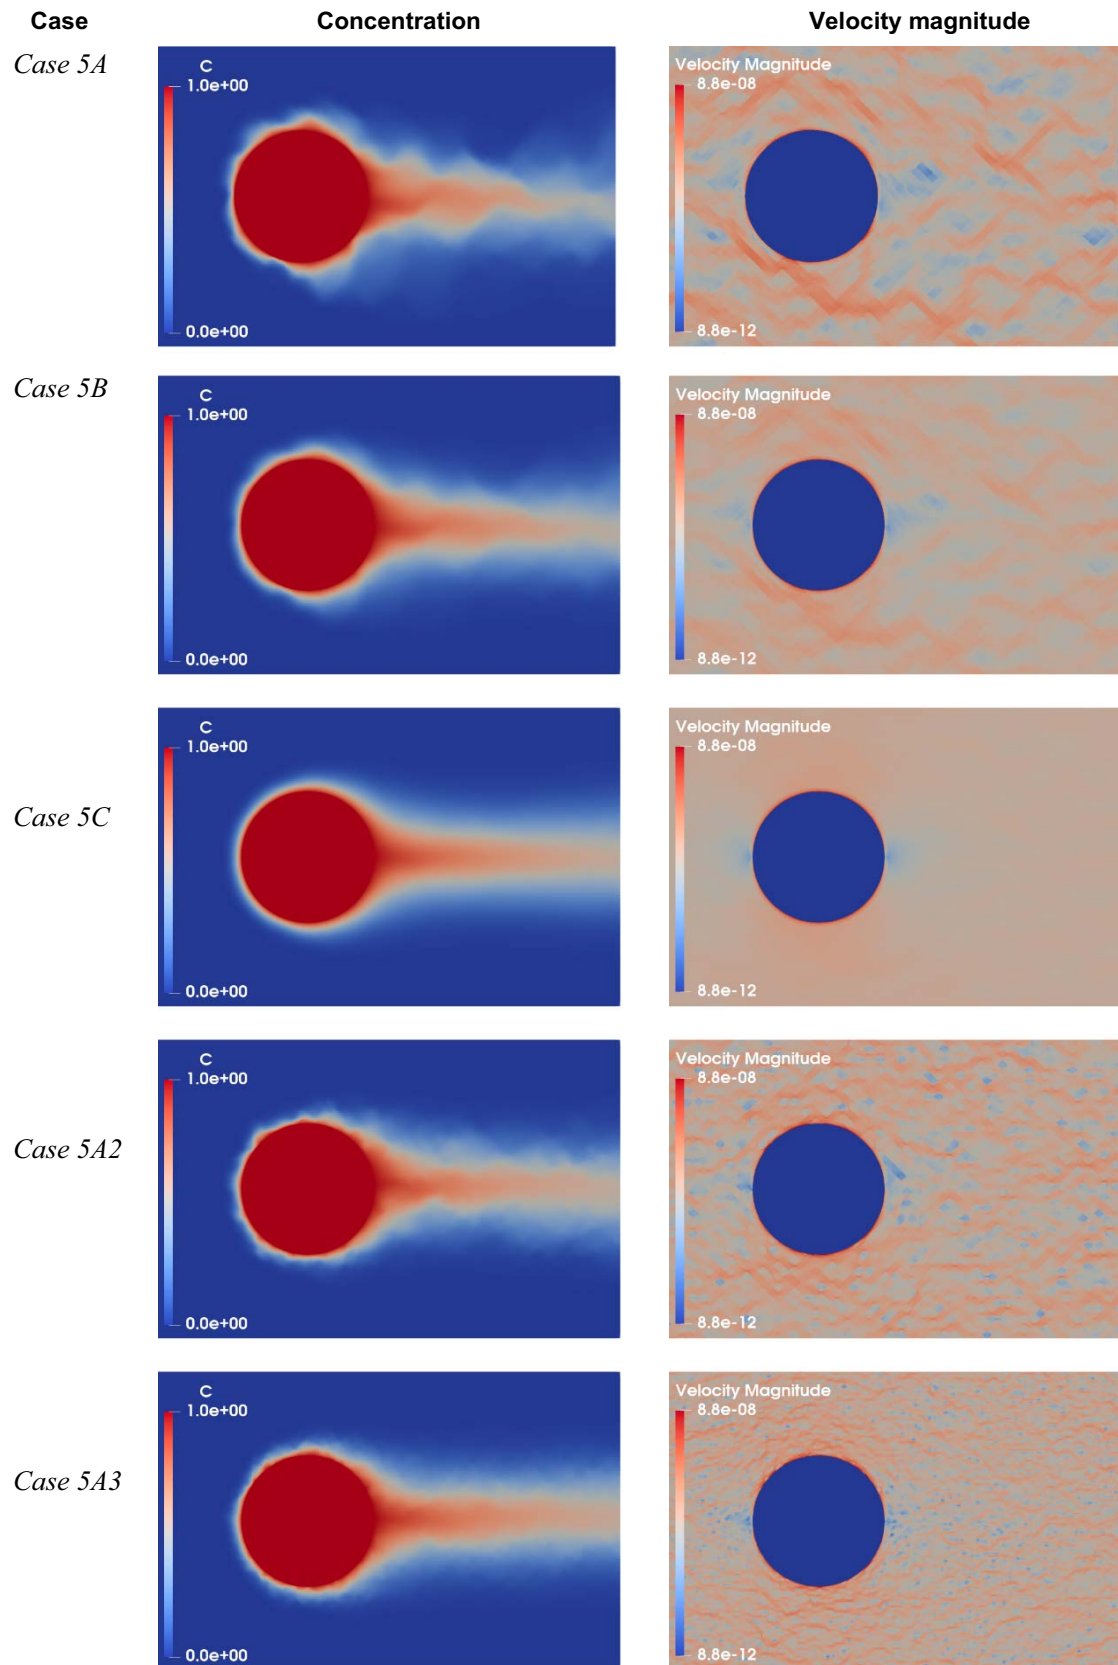 Case Concentration Velocity magnitude
Case 5A
C
1.0e+00
0.0e+00
Velocity Magnitude
8.8e-08
8.8e-12
Case 5B
C
1.0e+00
0.0e+00
Velocity Magnitude
8.8e-08
8.8e-12
Case 5C
C
1.0e+00
0.0e+00
Velocity Magnitude
8.8e-08
8.8e-12
Case 5A2
C
1.0e+00
0.0e+00
Velocity Magnitude
8.8e-08
8.8e-12
Case 5A3
C
1.0e+00
0.0e+00
Velocity Magnitude
8.8e-08
8.8e-12